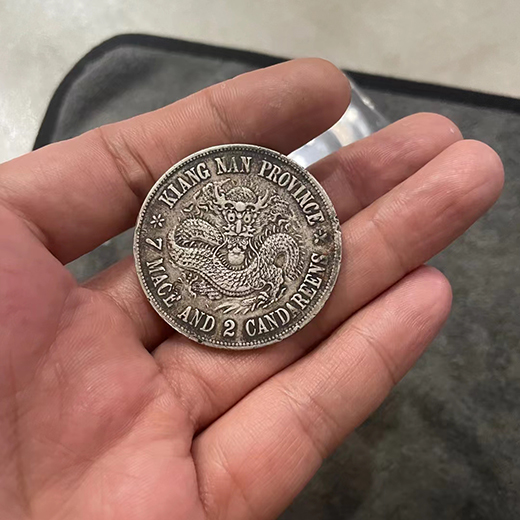 KIANG NAN PROVINCE
7 MACE AND 2 CANDAREENS